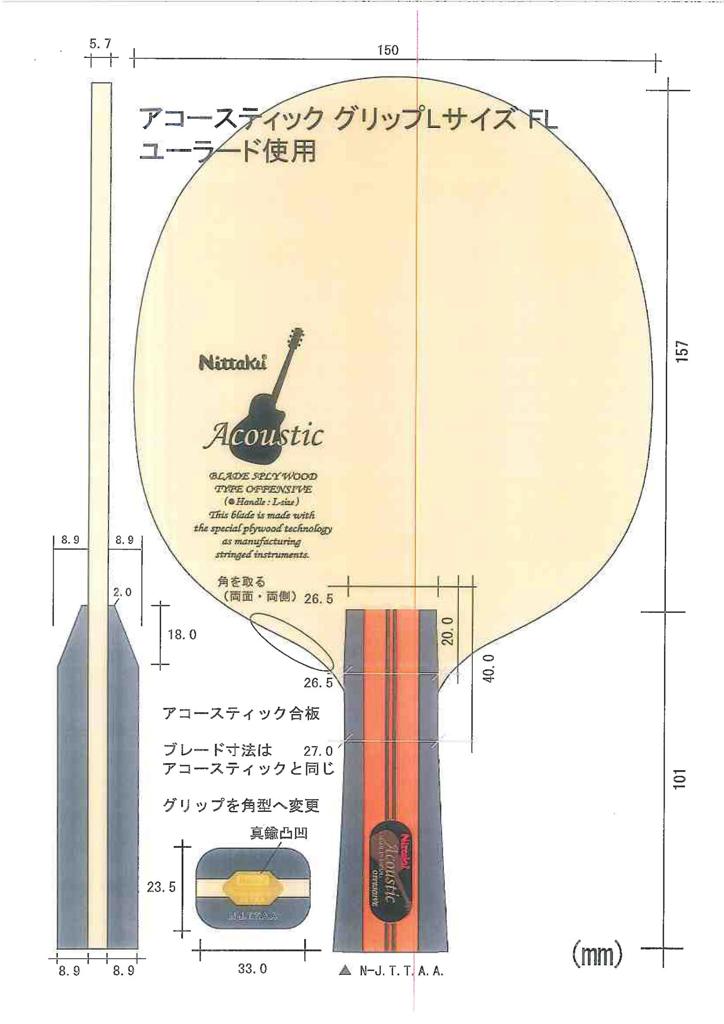 5.7
150
アコースティック グリップLサイズ FL
ユーラード使用
157
Nittaku
Acoustic
BLADE 5PLY WOOD
TYPE OFFENSIVE
(●Handle : L-size)
This blade is made with
the special plywood technology
as manufacturing
stringed instruments.
8.9
8.9
角を取る
(両面・両側)
26.5
2.0
18.0
20.0
40.0
26.5
アコースティック合板
ブレード寸法は
アコースティックと同じ
27.0
グリップを角型へ変更
101
真鍮凸凹
23.5
N-J.T.T.A.A.
Nittaku
Acoustic
OFFENSIVE
33.0
8.9
8.9
▲ N-J.T.T.A.A.
(mm)